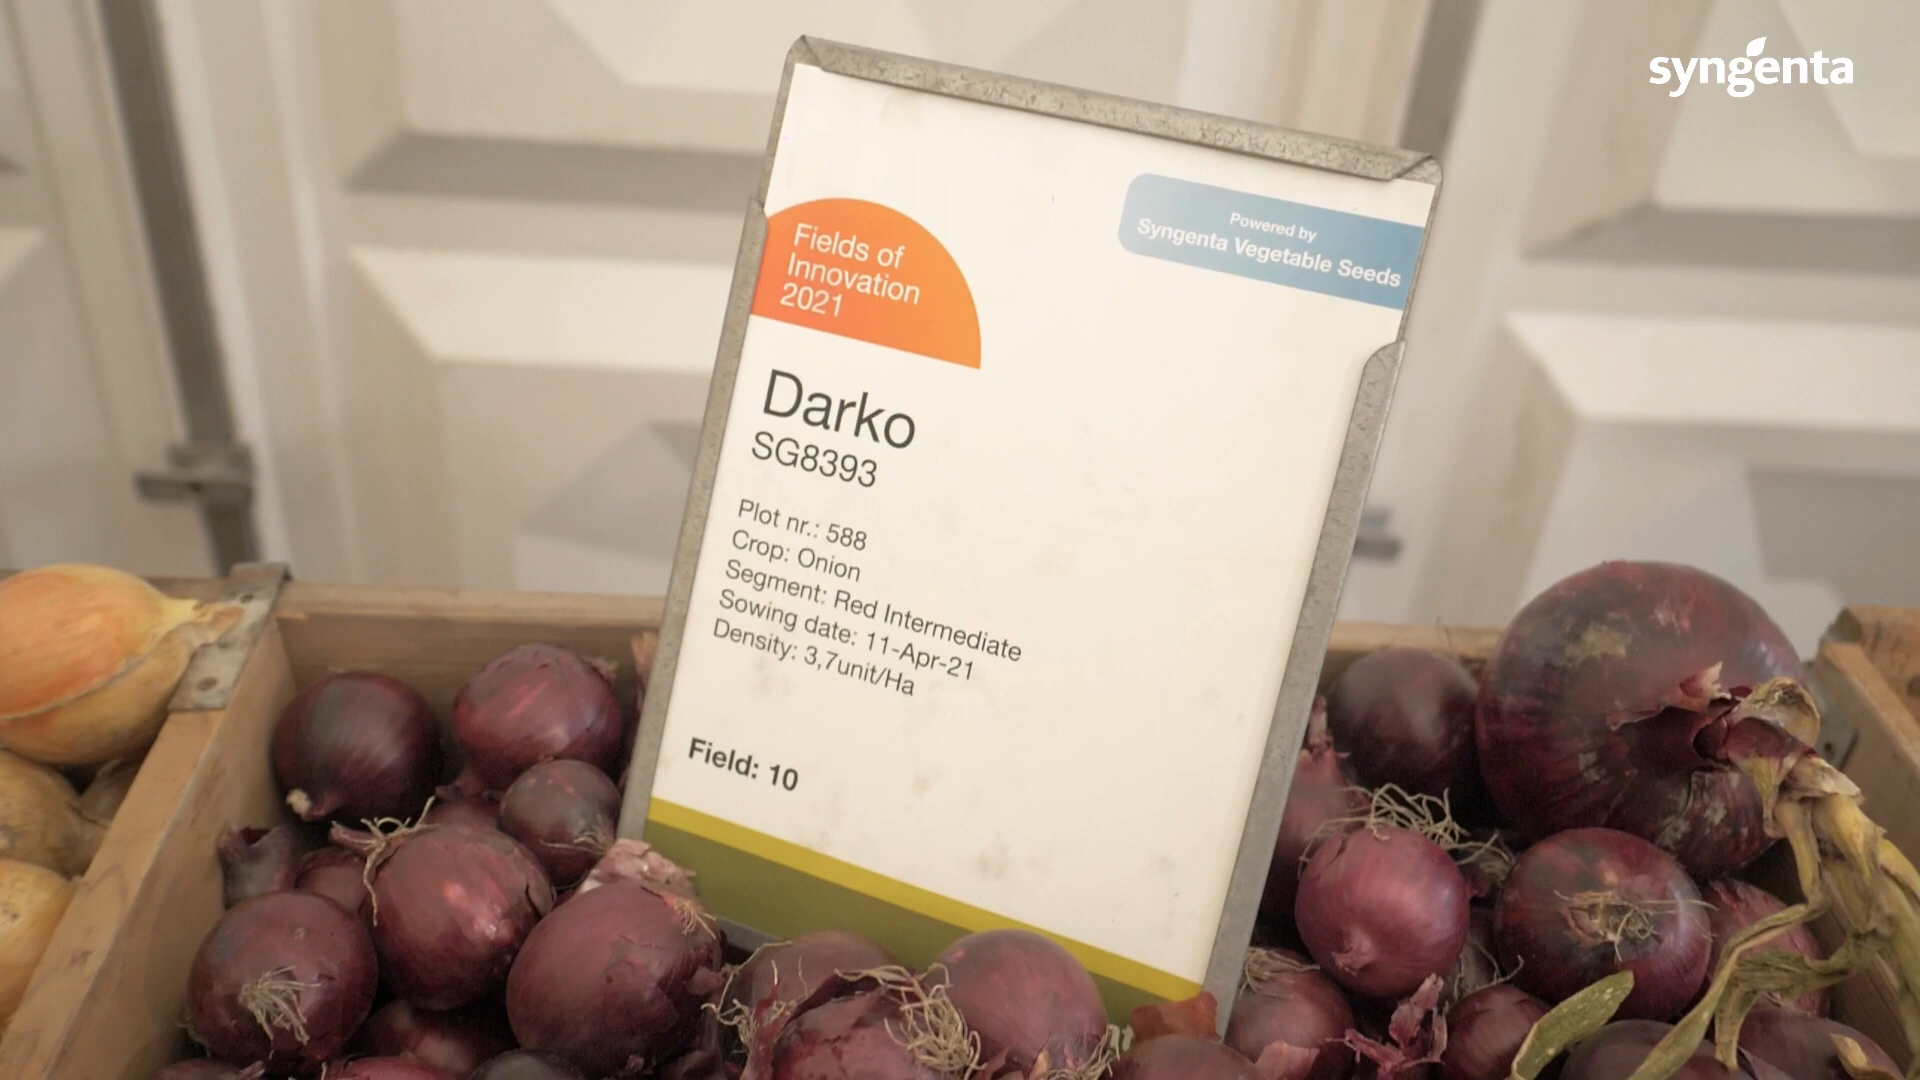 syngenta
Powered by
Syngenta Vegetable Seeds
Fields of
Innovation
2021
Darko
SG8393
Plot nr.: 588
Crop: Onion
Segment: Red Intermediate
Sowing date: 11-Apr-21
Density: 3,7unit/Ha
Field: 10